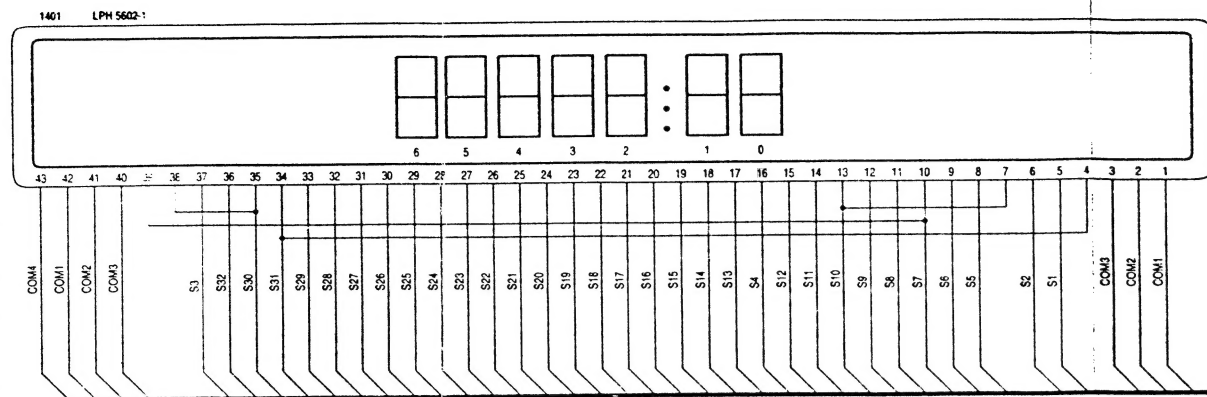 1401 LPH 5602-1
6 5 4 3 2 1 0
43 42 41 40 39 38 37 36 35 34 33 32 31 30 29 28 27 26 25 24 23 22 21 20 19 18 17 16 15 14 13 12 11 10 9 8 7 6 5 4 3 2 1
COM4 COM1 COM2 COM3 S3 S32 S30 S31 S29 S28 S27 S26 S25 S24 S23 S22 S21 S20 S19 S18 S17 S16 S15 S14 S13 S4 S12 S11 S10 S9 S8 S7 S6 S5 S2 S1 COM3 COM2 COM1